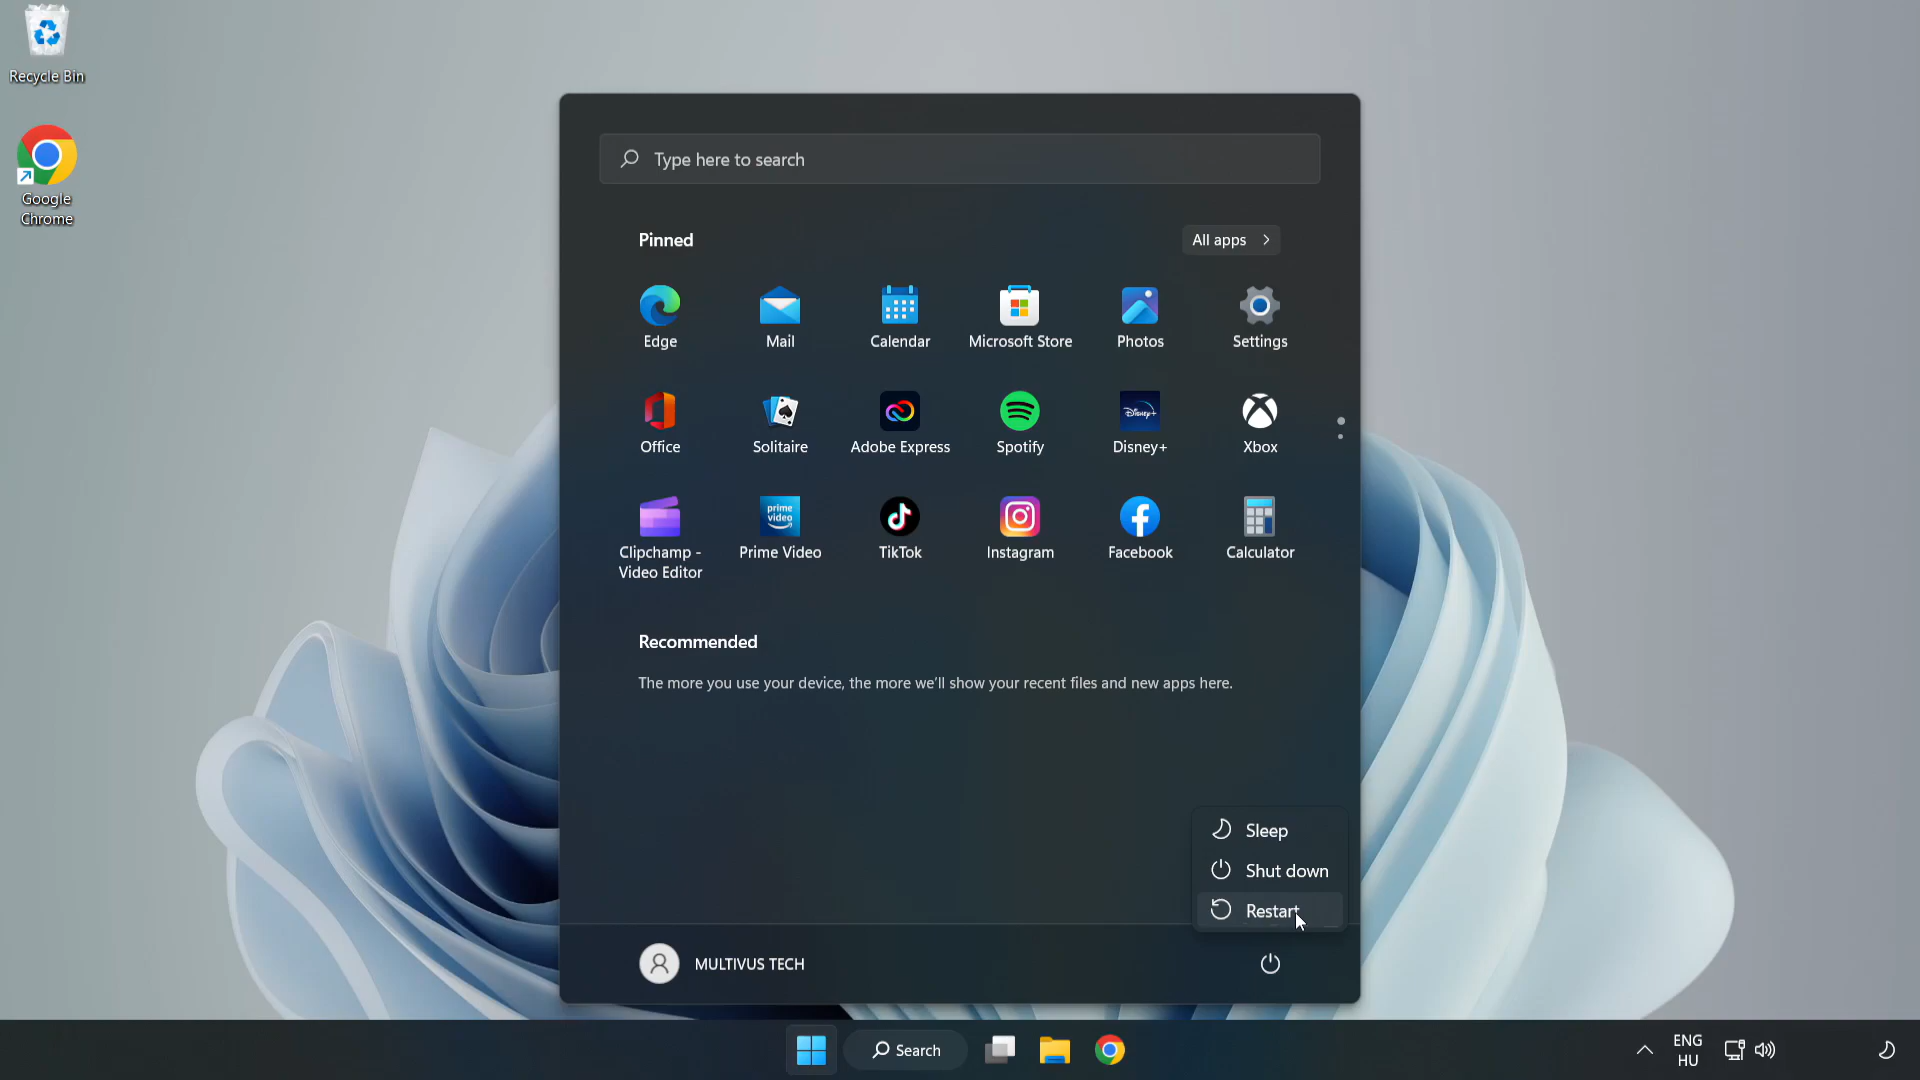 Recycle Bin
Google
Chrome
Type here to search
Pinned
All apps
Edge
Mail
Calendar
Microsoft Store
Photos
Settings
Disney+
Office
Solitaire
Adobe Express
Spotify
Disney+
Xbox
prime
video
Clipchamp -
Video Editor
Prime Video
TikTok
Instagram
Facebook
Calculator
Recommended
The more you use your device, the more we'll show your recent files and new apps here.
Sleep
Shut down
Restart
MULTIVUS TECH
Search
ENG
HU